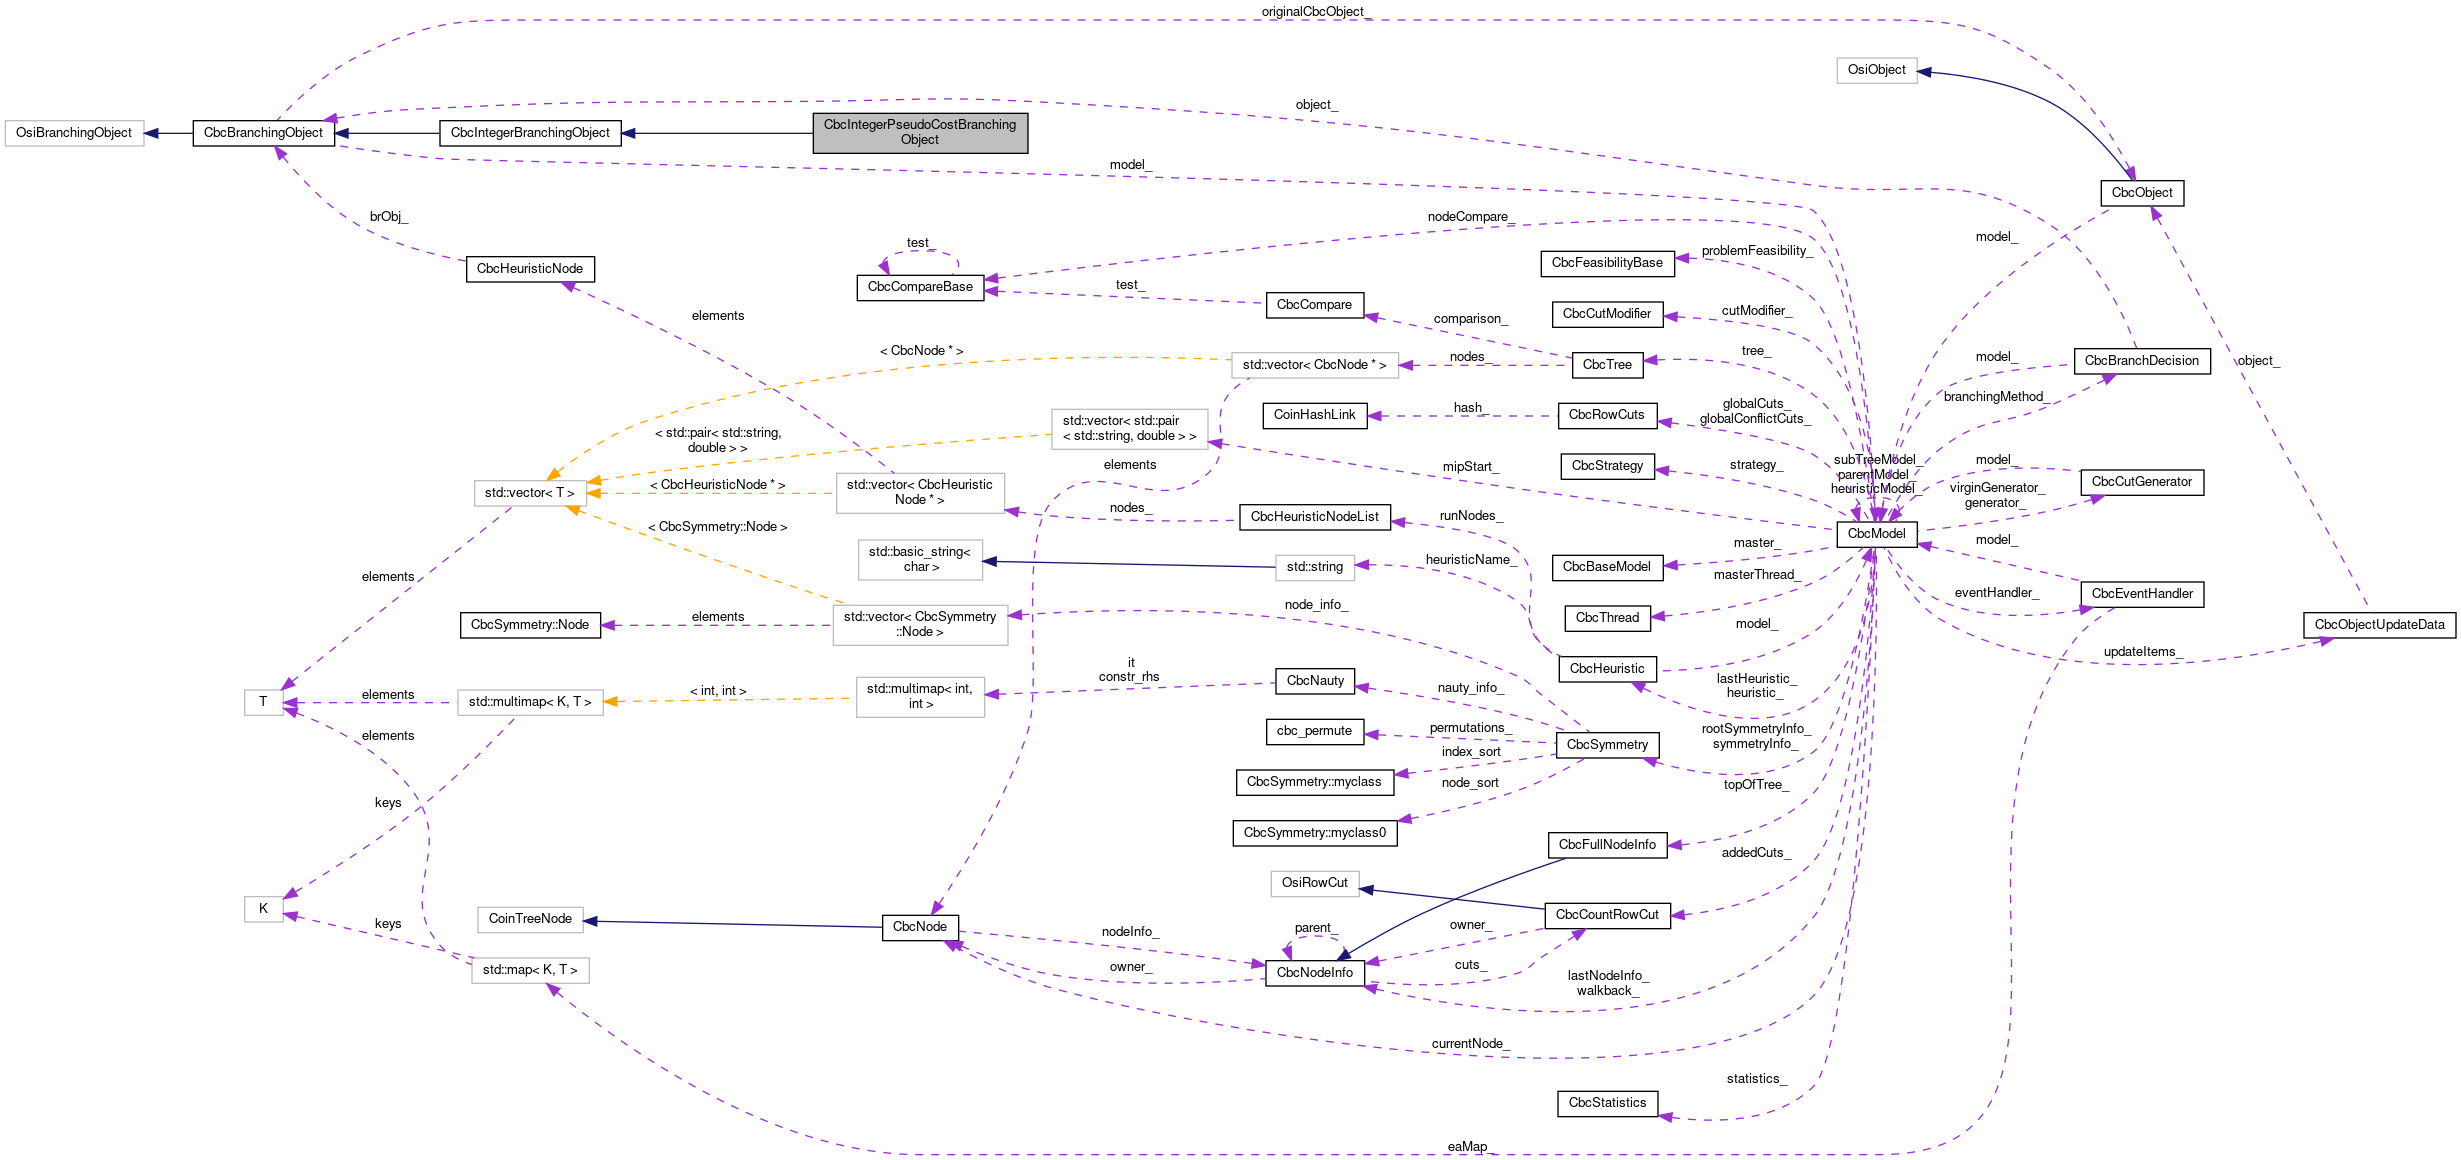 originalCbcObject_
OsiObject
object_
OsiBranchingObject
CbcBranchingObject
CbcIntegerBranchingObject
CbcIntegerPseudoCostBranching
Object
model_
CbcObject
brObj_
nodeCompare_
model_
test_
problemFeasibility_
CbcFeasibilityBase
CbcHeuristicNode
CbcCompareBase
test_
CbcCompare
cutModifier_
CbcCutModifier
elements
comparison_
< CbcNode * >
std::vector< CbcNode * >
nodes_
CbcTree
tree_
model_
CbcBranchDecision
object_
branchingMethod_
CoinHashLink
hash_
CbcRowCuts
globalCuts_
globalConflictCuts_
std::vector< std::pair
< std::string, double > >
< std::pair< std::string,
double > >
elements
mipStart_
CbcStrategy
strategy_
subTreeModel_
parentModel_
heuristicModel_
model_
CbcCutGenerator
virginGenerator_
generator_
std::vector< T >
< CbcHeuristicNode * >
std::vector< CbcHeuristic
Node * >
nodes_
CbcHeuristicNodeList
runNodes_
< CbcSymmetry::Node >
CbcModel
model_
master_
CbcBaseModel
std::basic_string<
char >
std::string
heuristicName_
masterThread_
elements
eventHandler_
CbcEventHandler
node_info_
CbcThread
CbcSymmetry::Node
elements
std::vector< CbcSymmetry
::Node >
model_
CbcObjectUpdateData
updateItems_
it
constr_rhs
CbcHeuristic
lastHeuristic_
heuristic_
T
elements
std::multimap< K, T >
< int, int >
std::multimap< int,
int >
CbcNauty
nauty_info_
elements
cbc_permute
permutations_
rootSymmetryInfo_
symmetryInfo_
CbcSymmetry
index_sort
CbcSymmetry::myclass
node_sort
topOfTree_
keys
CbcSymmetry::myclass0
CbcFullNodeInfo
addedCuts_
OsiRowCut
K
keys
CoinTreeNode
CbcNode
CbcCountRowCut
nodeInfo_
parent_
owner_
std::map< K, T >
owner_
CbcNodeInfo
cuts_
lastNodeInfo_
walkback_
currentNode_
statistics_
CbcStatistics
eaMap_